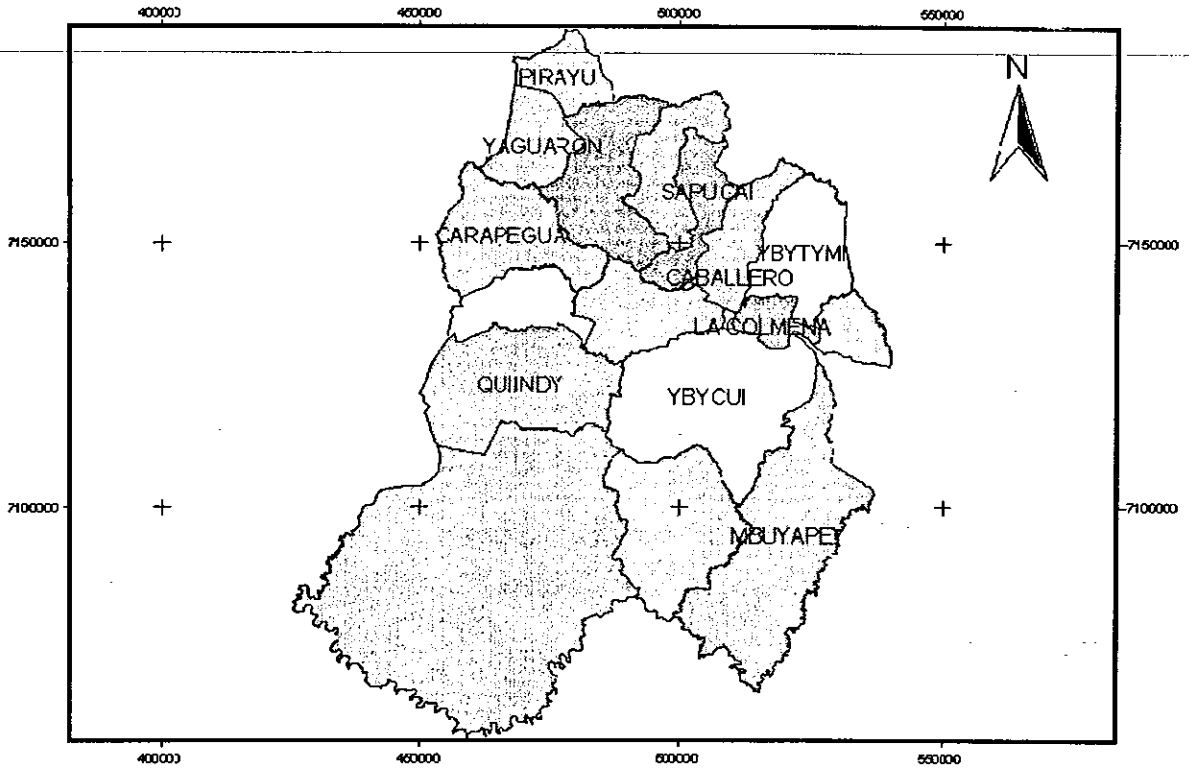 400000 450000 500000 550000
N
PIRAYU
YAGUARON
SAPUCAI
CARAPEGUA
7150000 7150000
YBYTYMI
CABALLERO
LA COLMENA
QUIINDY
YBYCUI
7100000 7100000
MBUYAPEI
400000 450000 500000 550000